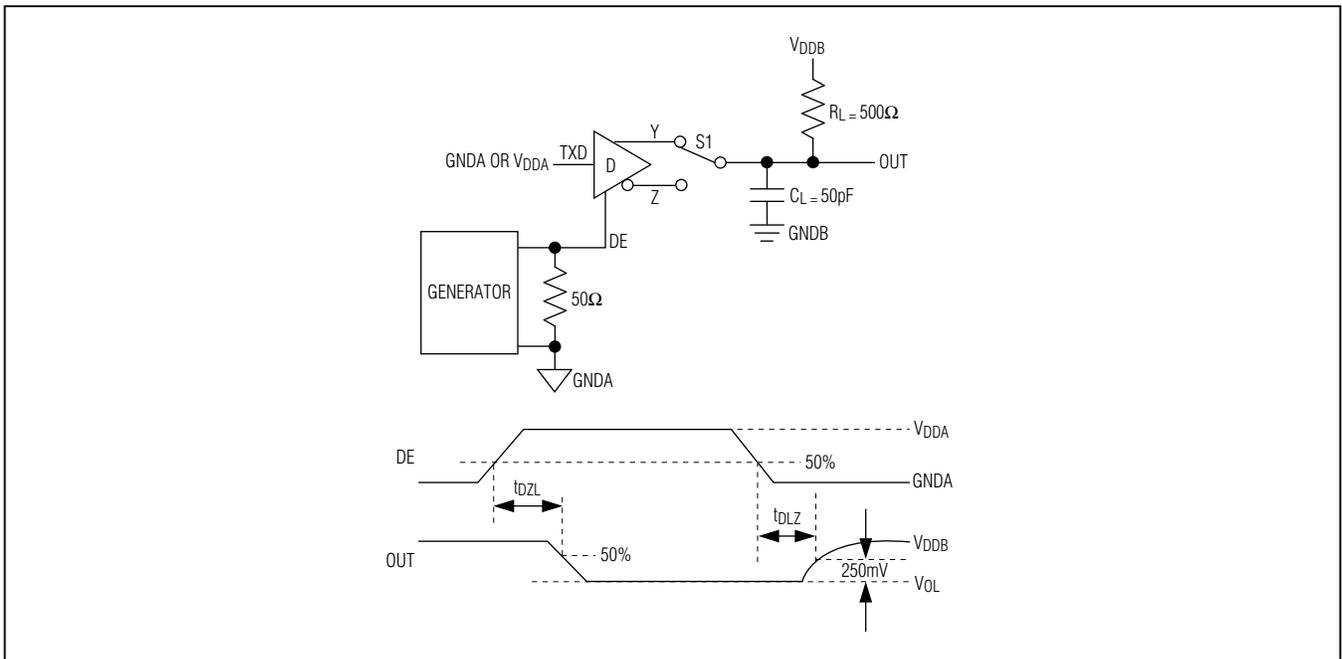 VDDB
RL = 500Ω
Y
S1
GNDA OR VDDA
TXD
D
OUT
Z
CL = 50pF
GNDB
DE
GENERATOR
50Ω
GNDA
VDDA
DE
50%
GNDA
tDZL
tDLZ
VDDB
OUT
50%
250mV
VOL